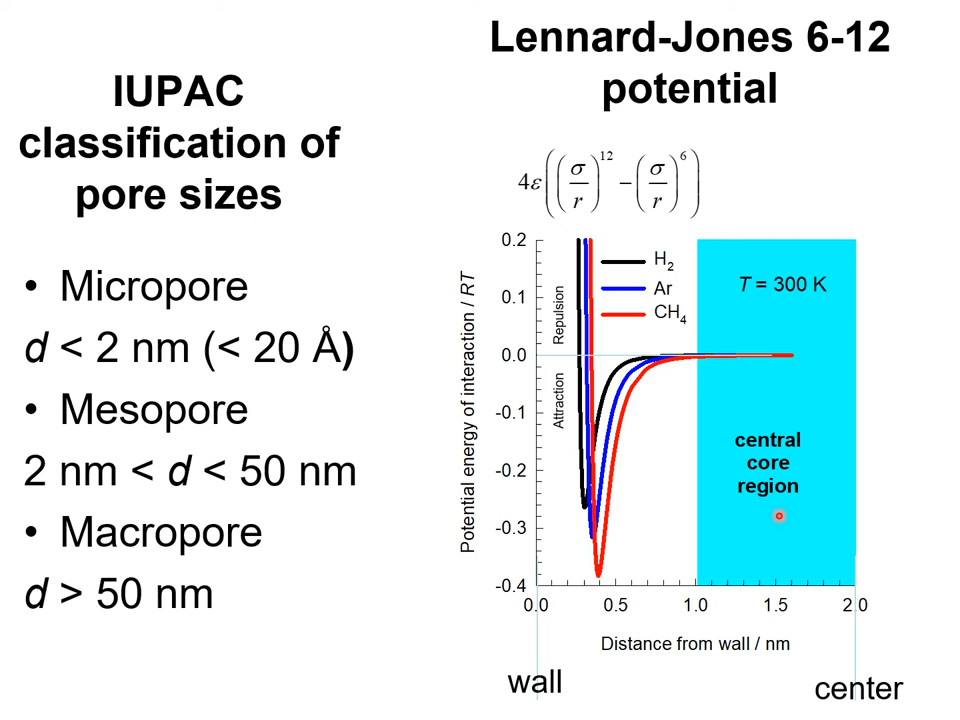 IUPAC
classification of
pore sizes
• Micropore
d < 2 nm (< 20 Å)
• Mesopore
2 nm < d < 50 nm
• Macropore
d > 50 nm
Lennard-Jones 6-12
potential
4ε((σ/r)^12 − (σ/r)^6)
0.2
0.1
0.0
-0.1
-0.2
-0.3
-0.4
Potential energy of interaction / RT
Repulsion
Attraction
H₂
Ar
CH₄
T = 300 K
central
core
region
0.0 0.5 1.0 1.5 2.0
Distance from wall / nm
wall
center